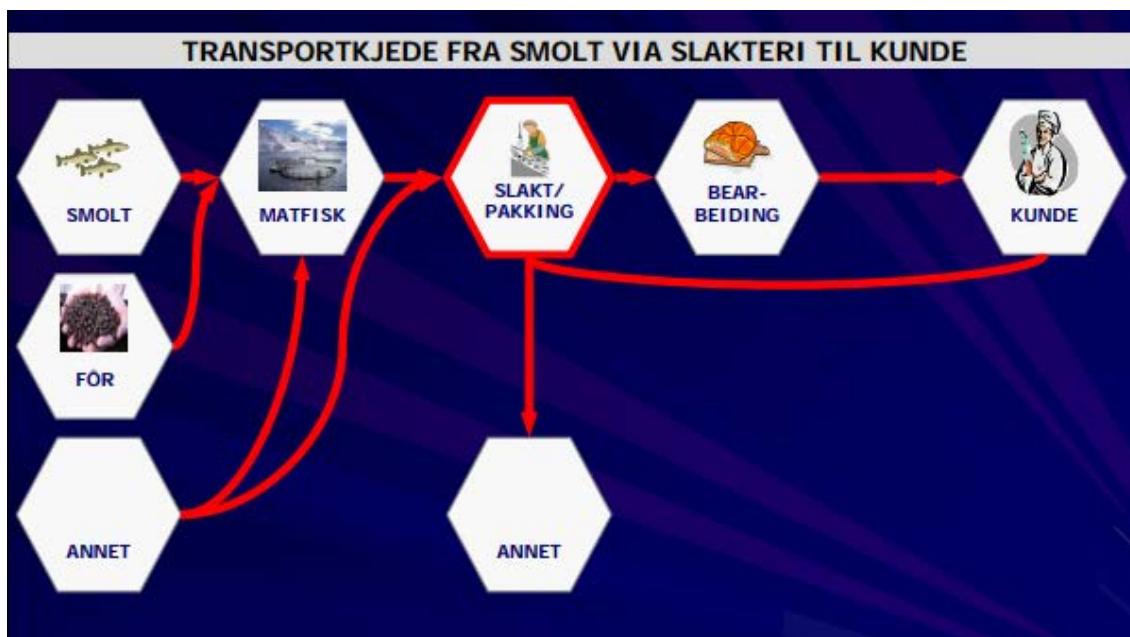 TRANSPORTKJEDE FRA SMOLT VIA SLAKTERI TIL KUNDE
SMOLT
MATFISK
SLAKT/
PAKKING
BEAR-
BEIDING
KUNDE
FÔR
ANNET
ANNET